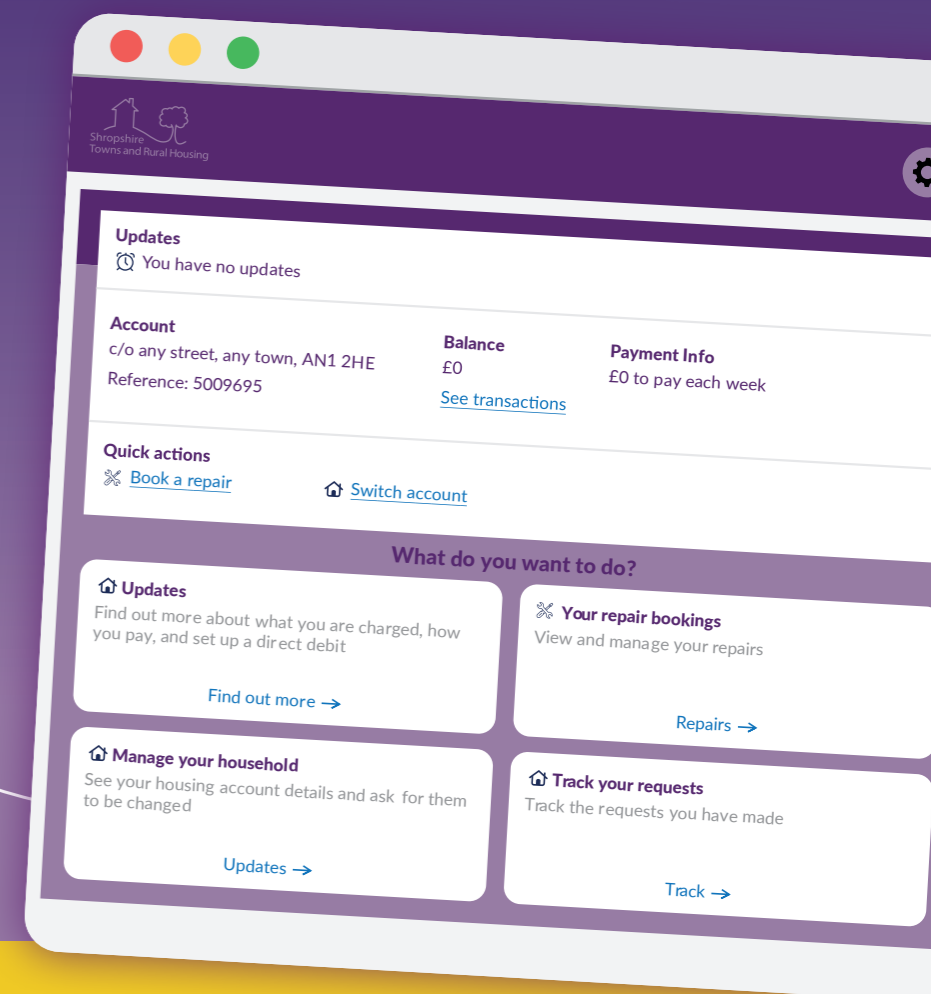 Shropshire
Towns and Rural Housing
Updates
You have no updates
Account
c/o any street, any town, AN1 2HE
Reference: 5009695
Balance
£0
See transactions
Payment Info
£0 to pay each week
Quick actions
Book a repair
Switch account
What do you want to do?
Updates
Find out more about what you are charged, how
you pay, and set up a direct debit
Find out more →
Your repair bookings
View and manage your repairs
Repairs →
Manage your household
See your housing account details and ask for them
to be changed
Updates →
Track your requests
Track the requests you have made
Track →